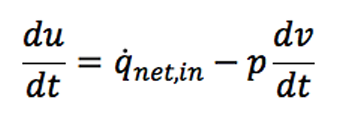 du/dt = q̇_net,in − p dv/dt